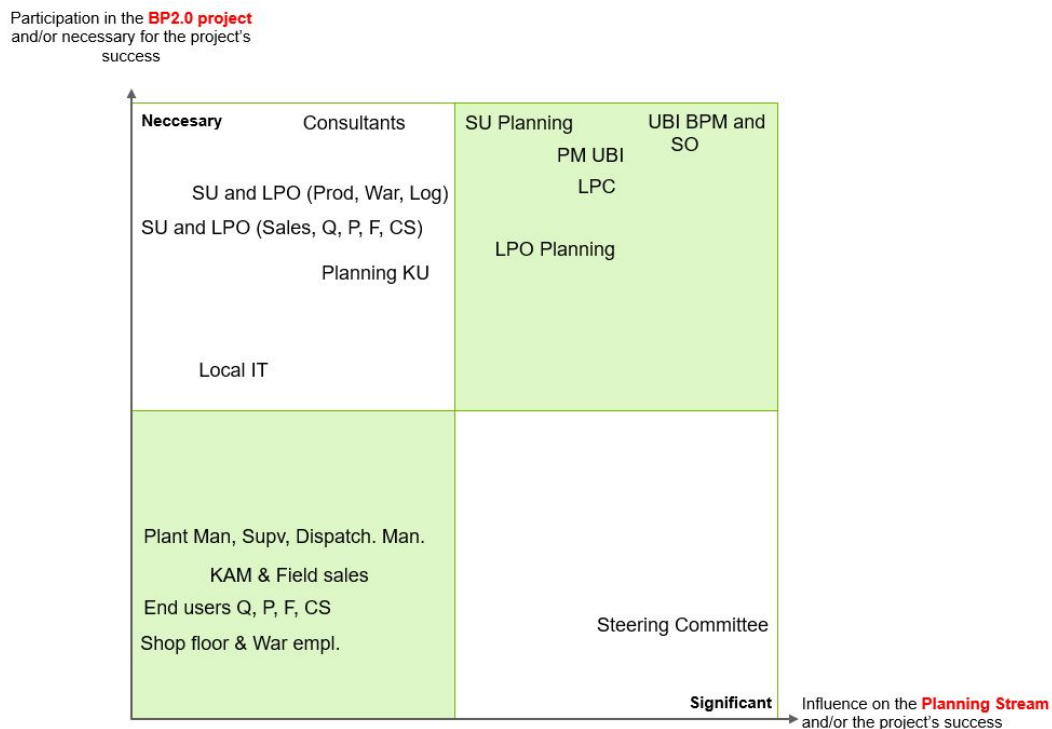 Participation in the BP2.0 project
and/or necessary for the project's
success
Neccesary
Consultants
SU Planning
UBI BPM and
SO
PM UBI
LPC
SU and LPO (Prod, War, Log)
SU and LPO (Sales, Q, P, F, CS)
LPO Planning
Planning KU
Local IT
Plant Man, Supv, Dispatch. Man.
KAM & Field sales
End users Q, P, F, CS
Shop floor & War empl.
Steering Committee
Significant
Influence on the Planning Stream
and/or the project's success